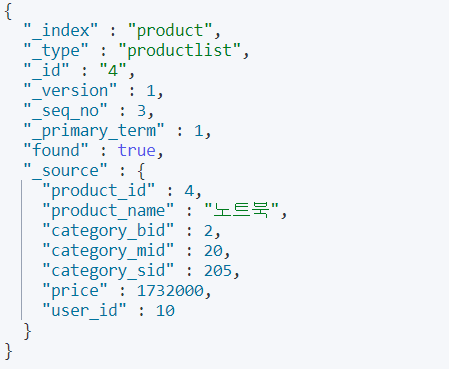 {
"_index" : "product",
"_type" : "productlist",
"_id" : "4",
"_version" : 1,
"_seq_no" : 3,
"_primary_term" : 1,
"found" : true,
"_source" : {
"product_id" : 4,
"product_name" : "노트북",
"category_bid" : 2,
"category_mid" : 20,
"category_sid" : 205,
"price" : 1732000,
"user_id" : 10
}
}